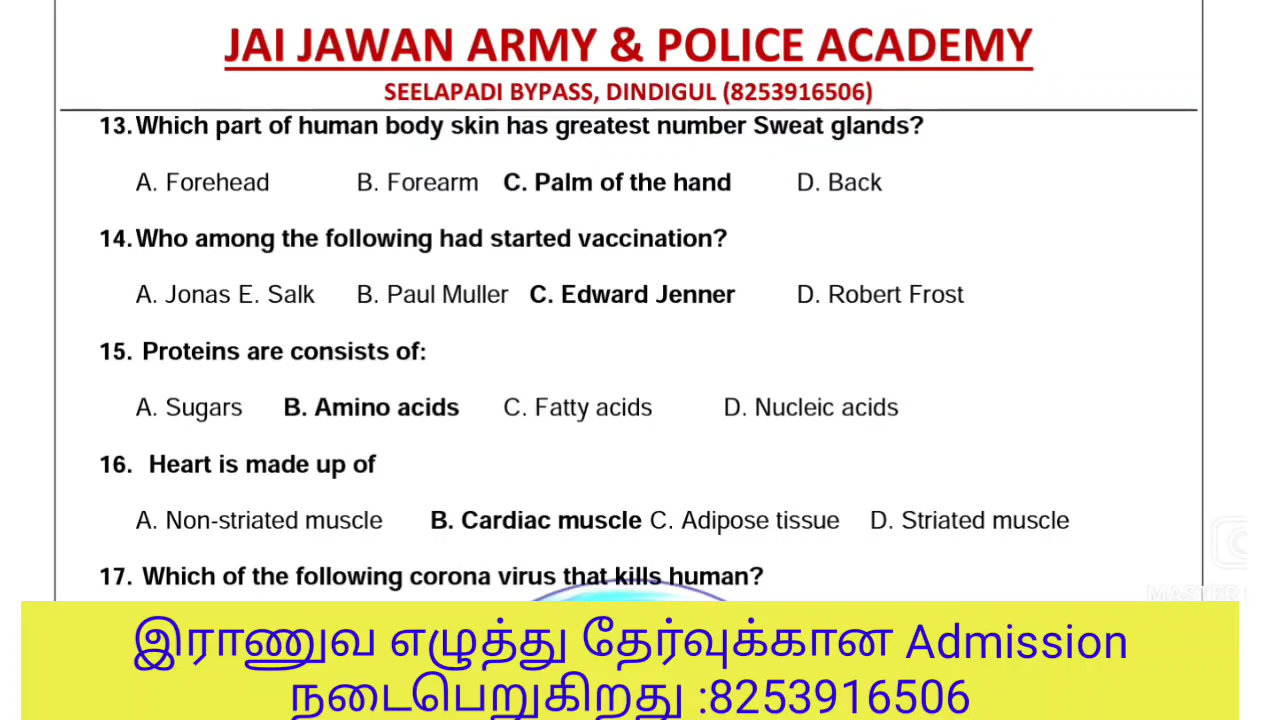 JAI JAWAN ARMY & POLICE ACADEMY
SEELAPADI BYPASS, DINDIGUL (8253916506)
13. Which part of human body skin has greatest number Sweat glands?
A. Forehead B. Forearm C. Palm of the hand D. Back
14. Who among the following had started vaccination?
A. Jonas E. Salk B. Paul Muller C. Edward Jenner D. Robert Frost
15. Proteins are consists of:
A. Sugars B. Amino acids C. Fatty acids D. Nucleic acids
16. Heart is made up of
A. Non-striated muscle B. Cardiac muscle C. Adipose tissue D. Striated muscle
17. Which of the following corona virus that kills human?
MASTER
இராணுவ எழுத்து தேர்வுக்கான Admission
நடைபெறுகிறது :8253916506